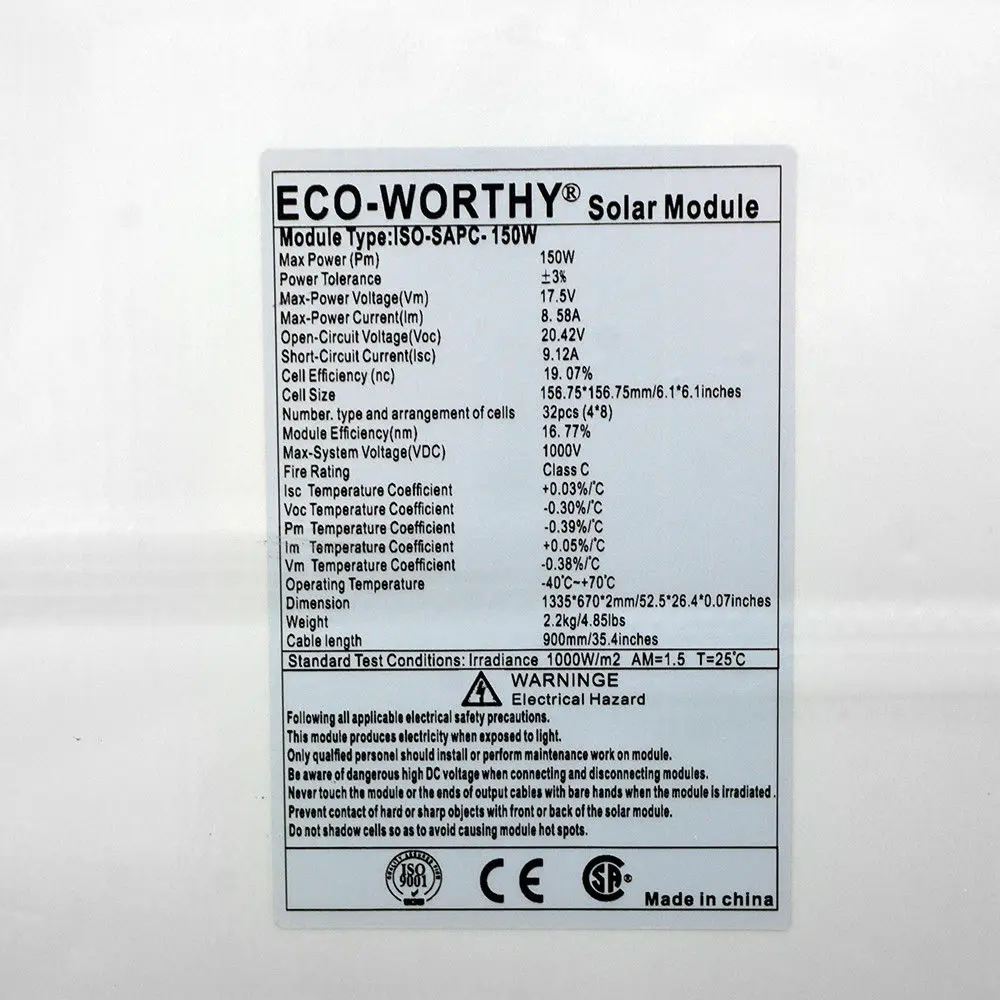 ECO-WORTHY® Solar Module
Module Type:ISO-SAPC- 150W
Max Power (Pm) 150W
Power Tolerance ±3%
Max-Power Voltage(Vm) 17.5V
Max-Power Current(Im) 8.58A
Open-Circuit Voltage(Voc) 20.42V
Short-Circuit Current(Isc) 9.12A
Cell Efficiency (nc) 19.07%
Cell Size 156.75*156.75mm/6.1*6.1inches
Number. type and arrangement of cells 32pcs (4*8)
Module Efficiency(nm) 16.77%
Max-System Voltage(VDC) 1000V
Fire Rating Class C
Isc Temperature Coefficient +0.03%/℃
Voc Temperature Coefficient -0.30%/℃
Pm Temperature Coefficient -0.39%/℃
Im Temperature Coefficient +0.05%/℃
Vm Temperature Coefficient -0.38%/℃
Operating Temperature -40℃~+70℃
Dimension 1335*670*2mm/52.5*26.4*0.07inches
Weight 2.2kg/4.85lbs
Cable length 900mm/35.4inches
Standard Test Conditions: Irradiance 1000W/m2 AM=1.5 T=25℃
WARNINGE
Electrical Hazard
Following all applicable electrical safety precautions.
This module produces electricity when exposed to light.
Only qualfied personel should install or perform maintenance work on module.
Be aware of dangerous high DC voltage when connecting and disconnecting modules.
Never touch the module or the ends of output cables with bare hands when the module is irradiated.
Prevent contact of hard or sharp objects with front or back of the solar module.
Do not shadow cells so as to avoid causing module hot spots.
ISO 9001 CE SA® Made in china